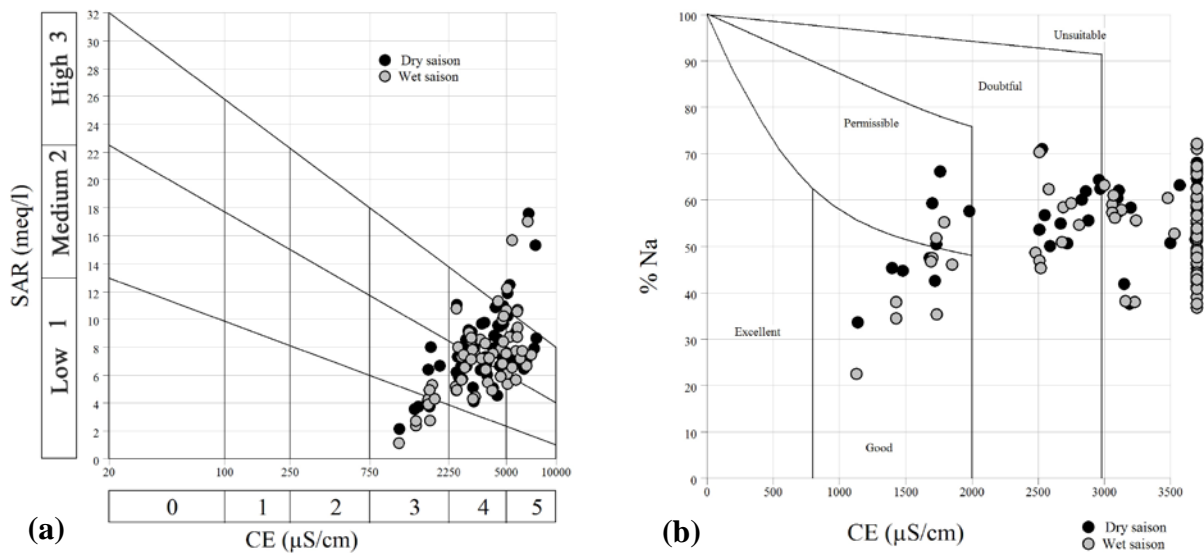 High 3
Medium 2
Low 1
SAR (meq/l)
32
30
28
26
24
22
20
18
16
14
12
10
8
6
4
2
0
Dry saison
Wet saison
20 100 250 750 2250 5000 10000
0 1 2 3 4 5
CE (µS/cm)
(a)
% Na
100
90
80
70
60
50
40
30
20
10
0
Unsuitable
Doubtful
Permissible
Excellent
Good
0 500 1000 1500 2000 2500 3000 3500
CE (µS/cm)
Dry saison
Wet saison
(b)